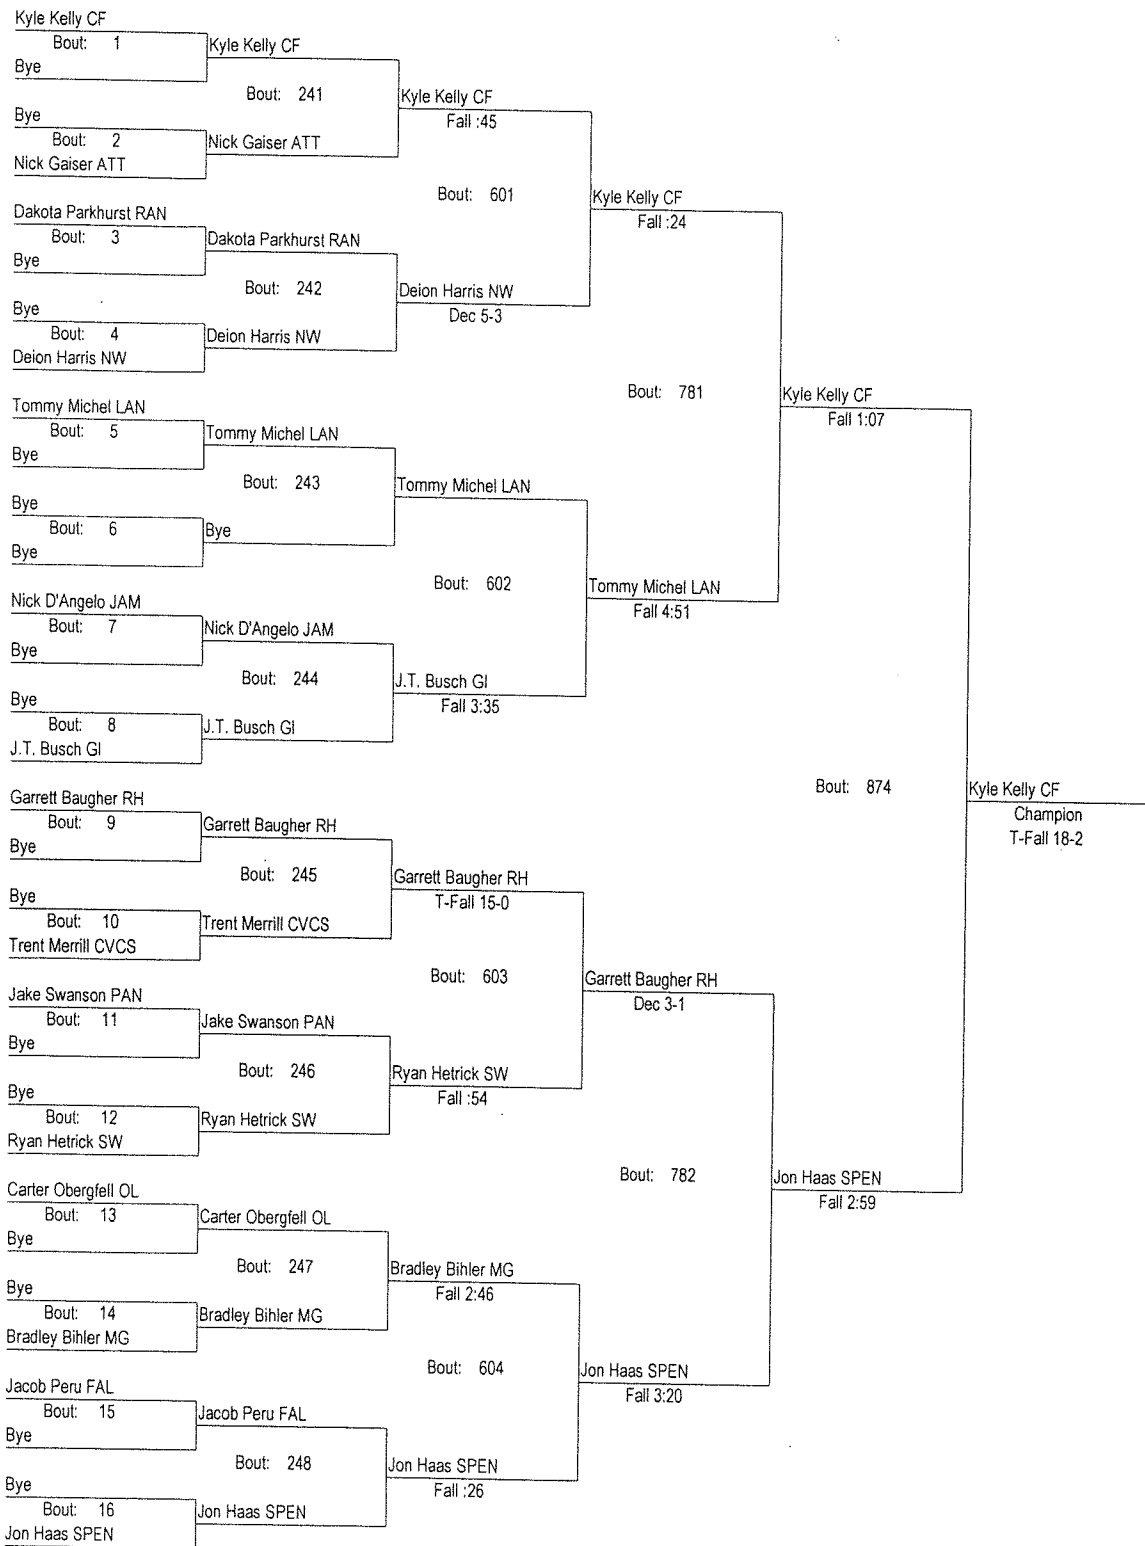 Kyle Kelly CF
Bout: 1
Kyle Kelly CF
Bye
Bout: 241
Kyle Kelly CF
Fall :45
Bye
Bout: 2
Nick Gaiser ATT
Nick Gaiser ATT
Bout: 601
Kyle Kelly CF
Fall :24
Dakota Parkhurst RAN
Bout: 3
Dakota Parkhurst RAN
Bye
Bout: 242
Deion Harris NW
Dec 5-3
Bye
Bout: 4
Deion Harris NW
Deion Harris NW
Bout: 781
Kyle Kelly CF
Fall 1:07
Tommy Michel LAN
Bout: 5
Tommy Michel LAN
Bye
Bout: 243
Tommy Michel LAN
Bye
Bout: 6
Bye
Bye
Bout: 602
Tommy Michel LAN
Fall 4:51
Nick D'Angelo JAM
Bout: 7
Nick D'Angelo JAM
Bye
Bout: 244
J.T. Busch GI
Fall 3:35
Bye
Bout: 8
J.T. Busch GI
J.T. Busch GI
Bout: 874
Kyle Kelly CF
Champion
T-Fall 18-2
Garrett Baugher RH
Bout: 9
Garrett Baugher RH
Bye
Bout: 245
Garrett Baugher RH
T-Fall 15-0
Bye
Bout: 10
Trent Merrill CVCS
Trent Merrill CVCS
Bout: 603
Garrett Baugher RH
Dec 3-1
Jake Swanson PAN
Bout: 11
Jake Swanson PAN
Bye
Bout: 246
Ryan Hetrick SW
Fall :54
Bye
Bout: 12
Ryan Hetrick SW
Ryan Hetrick SW
Bout: 782
Jon Haas SPEN
Fall 2:59
Carter Obergfell OL
Bout: 13
Carter Obergfell OL
Bye
Bout: 247
Bradley Bihler MG
Fall 2:46
Bye
Bout: 14
Bradley Bihler MG
Bradley Bihler MG
Bout: 604
Jon Haas SPEN
Fall 3:20
Jacob Peru FAL
Bout: 15
Jacob Peru FAL
Bye
Bout: 248
Jon Haas SPEN
Fall :26
Bye
Bout: 16
Jon Haas SPEN
Jon Haas SPEN